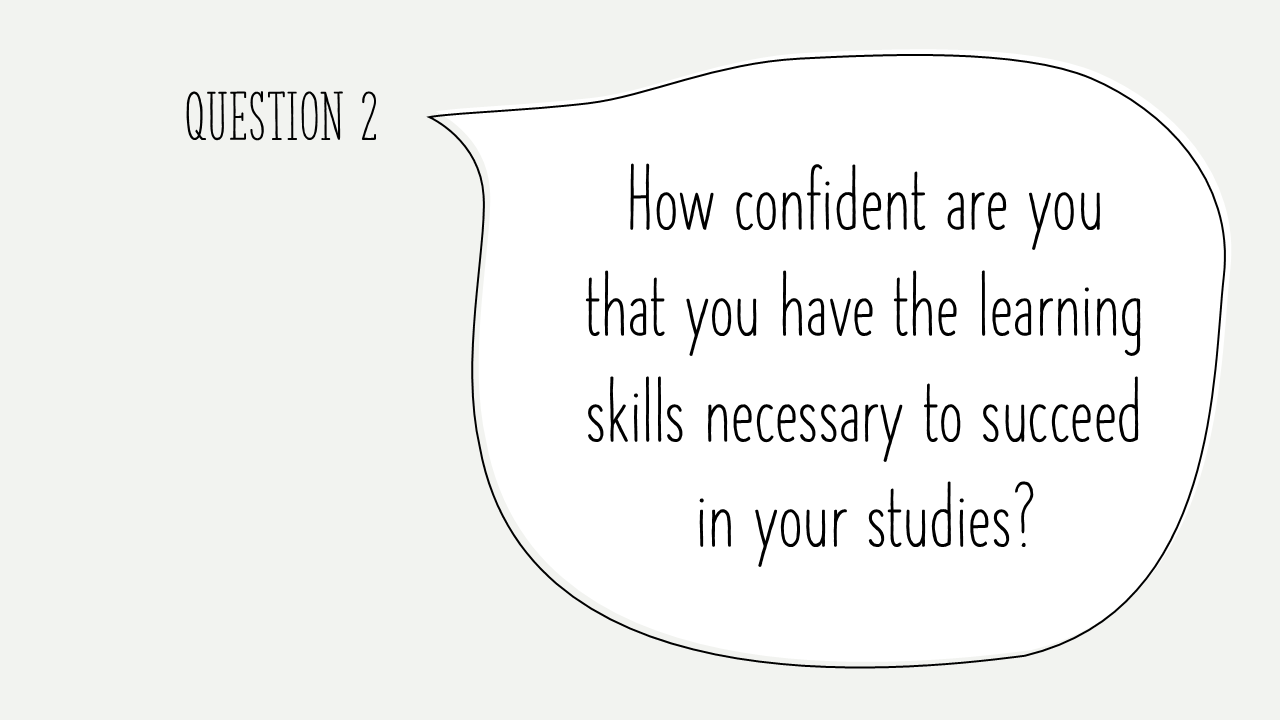 QUESTION 2
How confident are you
that you have the learning
skills necessary to succeed
in your studies?